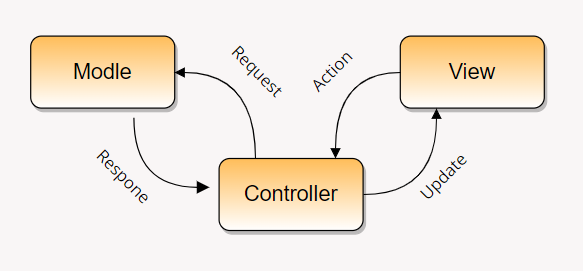 Modle
Request
Action
View
Respone
Controller
Update